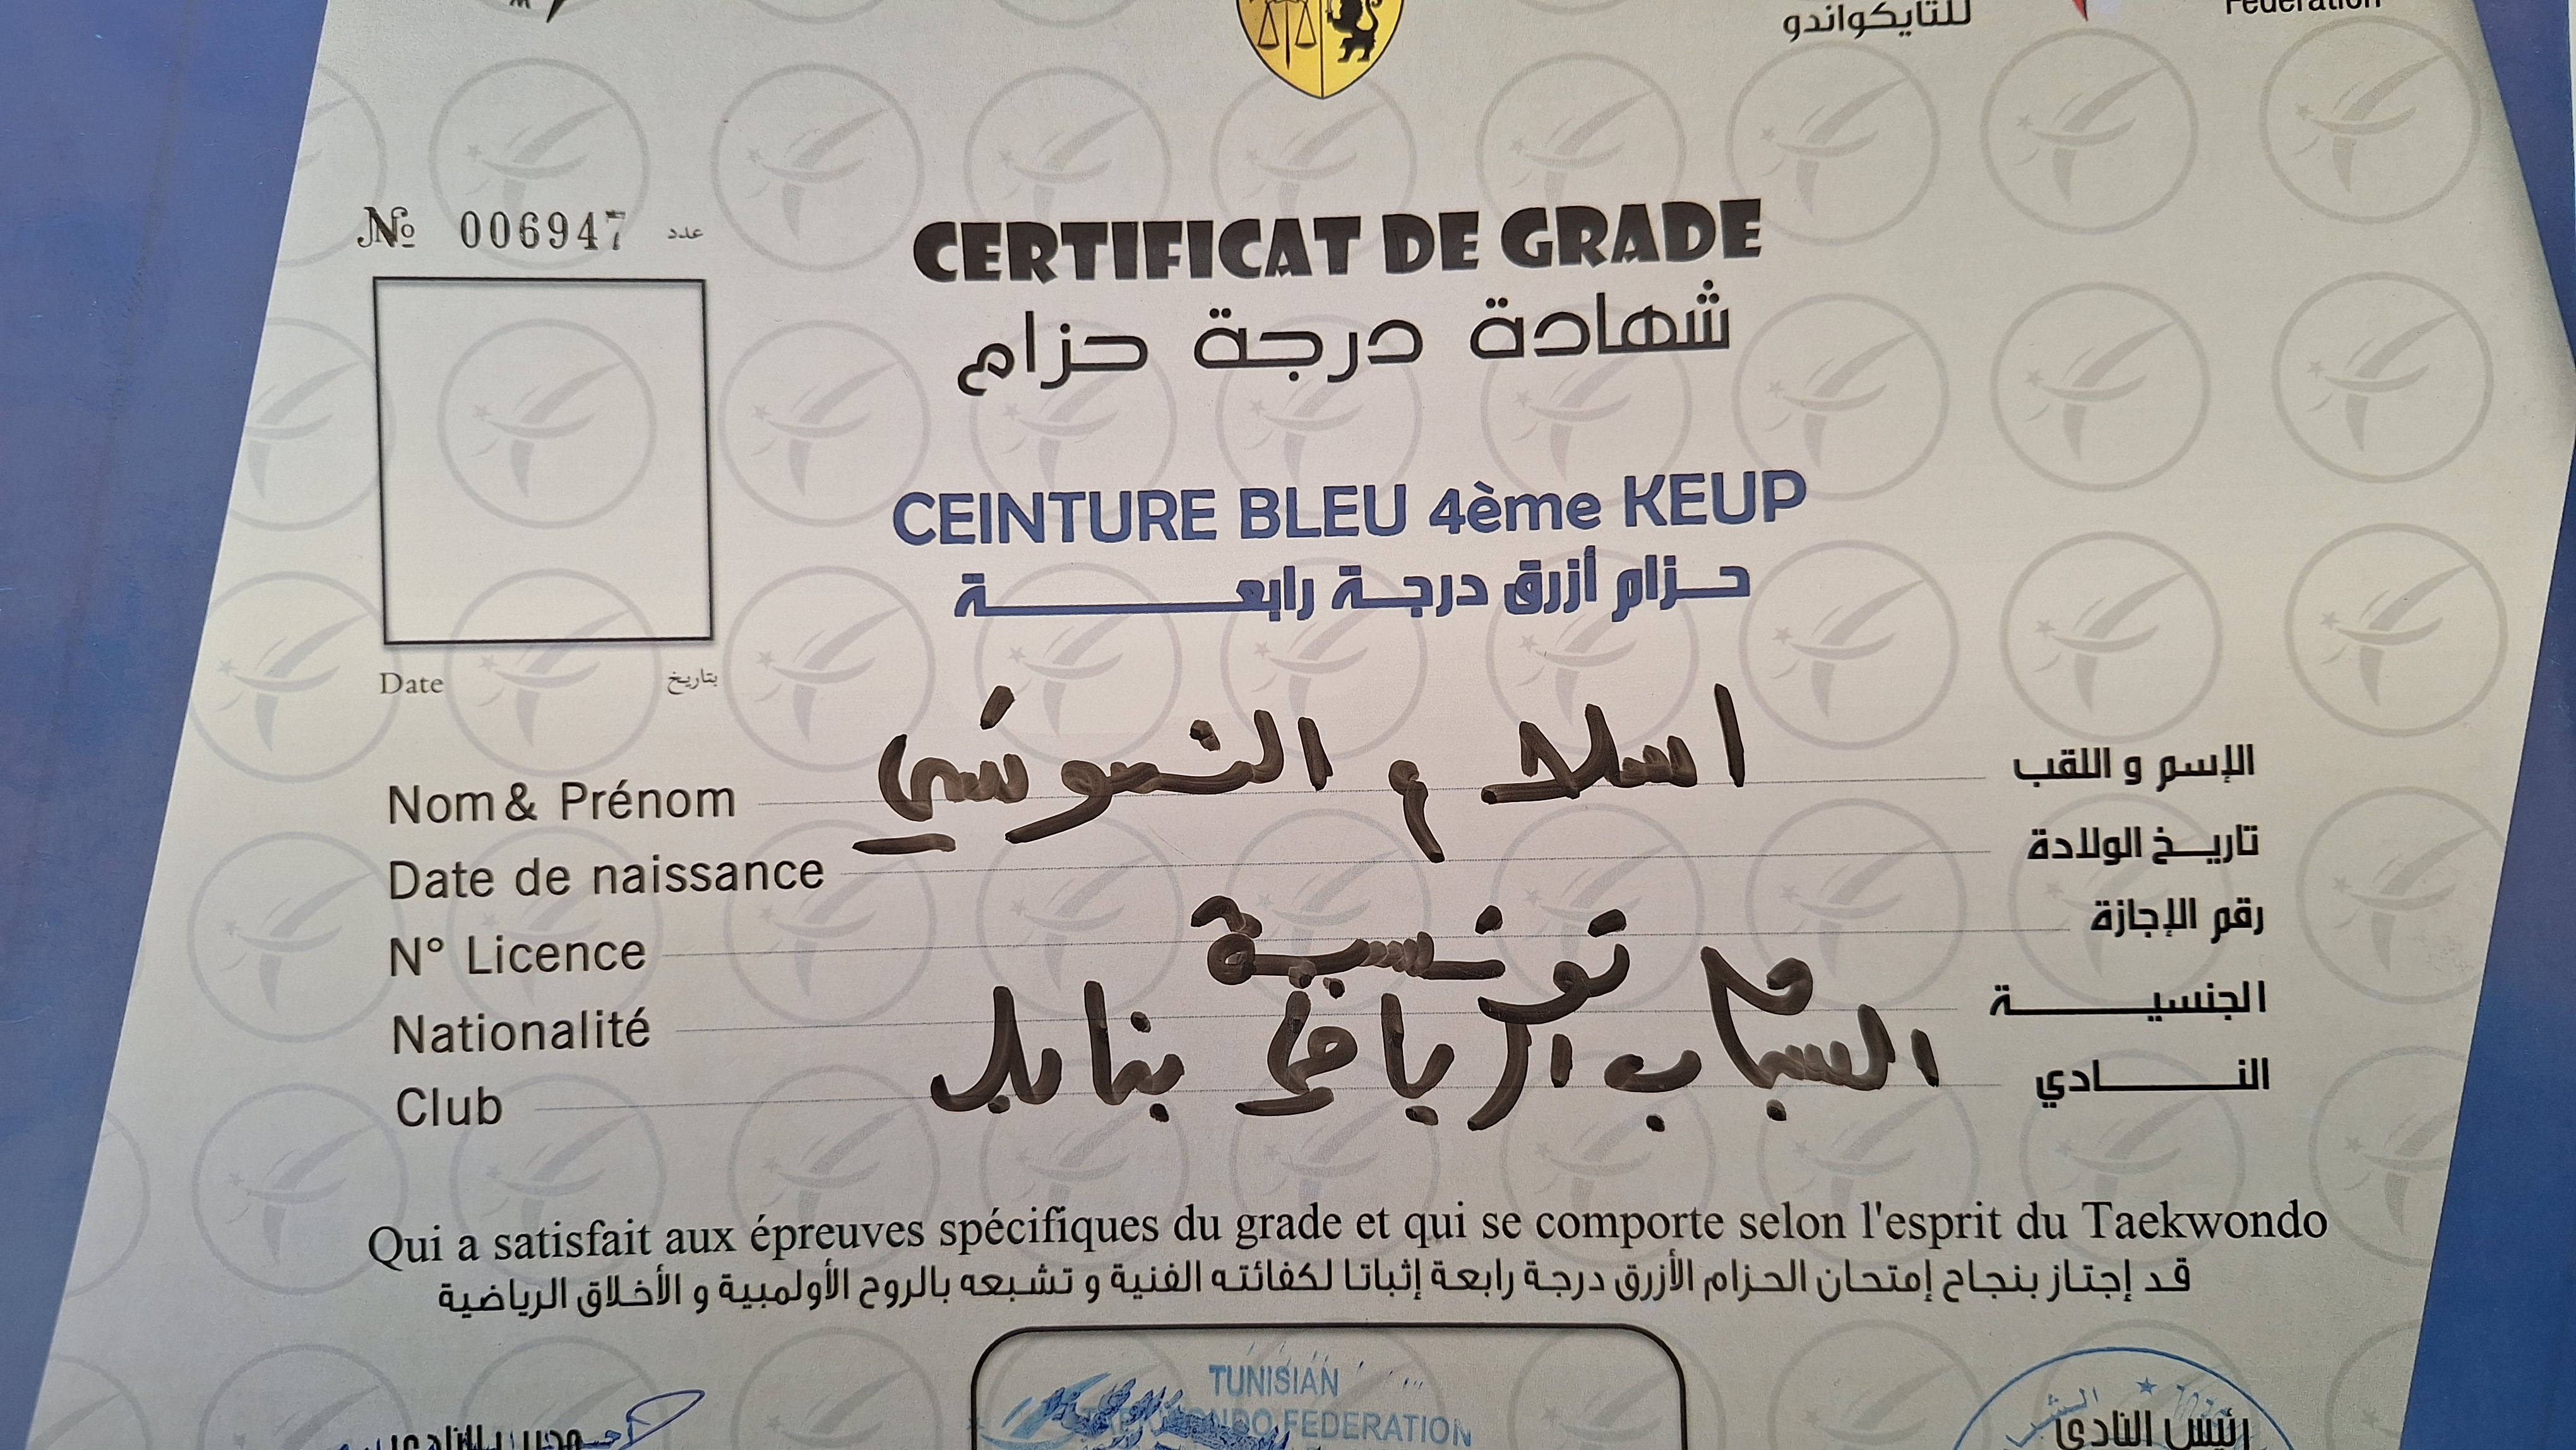 للتايكواندو
Federation
№ 006947 عدد
CERTIFICAT DE GRADE
شهادة درجة حزام
CEINTURE BLEU 4ème KEUP
حزام أزرق درجة رابعة
Date بتاريخ
Nom & Prénom اسلام السوسي الإسم و اللقب
Date de naissance تاريخ الولادة
N° Licence رقم الإجازة
Nationalité تونسية الجنسية
Club الشباب الرياضي بنابل النادي
Qui a satisfait aux épreuves spécifiques du grade et qui se comporte selon l'esprit du Taekwondo
قد إجتاز بنجاح إمتحان الحزام الأزرق درجة رابعة إثباتا لكفائته الفنية و تشبعه بالروح الأولمبية و الأخلاق الرياضية
TUNISIAN
TAEKWONDO FEDERATION
رئيس النادي